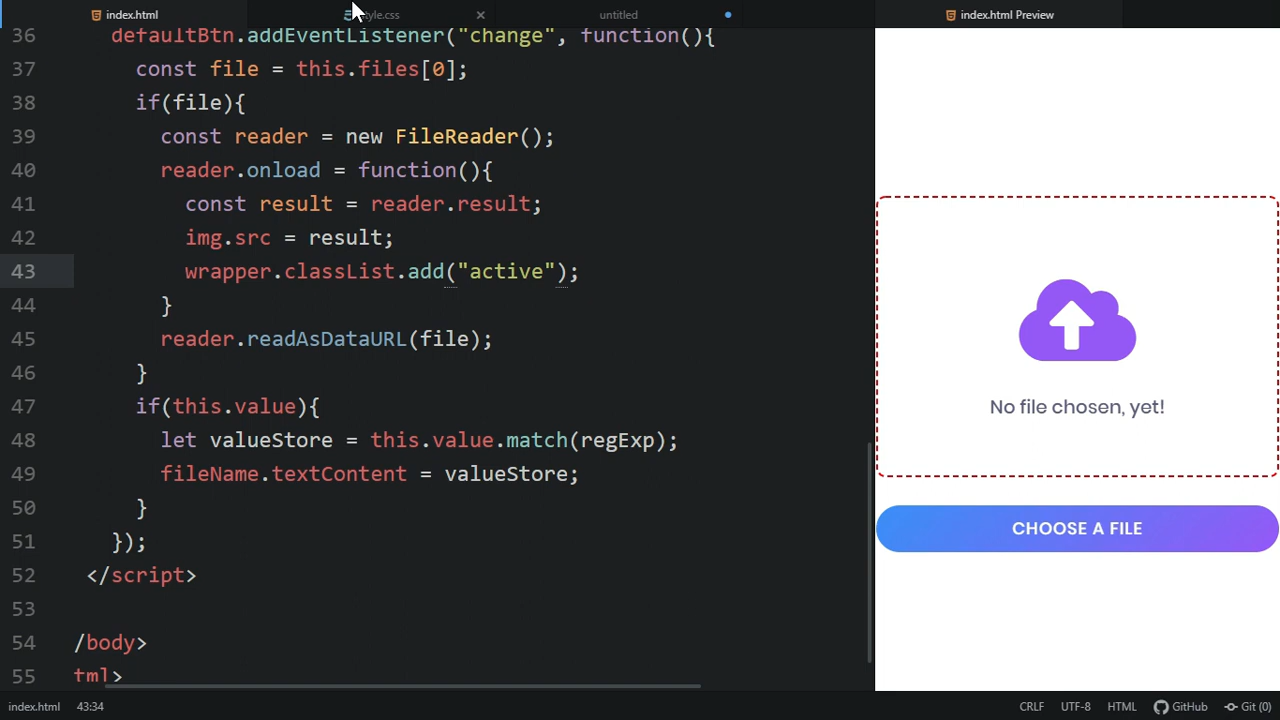 index.html
style.css
untitled
index.html Preview
36 defaultBtn.addEventListener("change", function(){
37 const file = this.files[0];
38 if(file){
39 const reader = new FileReader();
40 reader.onload = function(){
41 const result = reader.result;
42 img.src = result;
43 wrapper.classList.add("active");
44 }
45 reader.readAsDataURL(file);
46 }
47 if(this.value){
48 let valueStore = this.value.match(regExp);
49 fileName.textContent = valueStore;
50 }
51 });
52 </script>
53
54 /body>
55 tml>
No file chosen, yet!
CHOOSE A FILE
index.html 43:34 CRLF UTF-8 HTML GitHub Git (0)